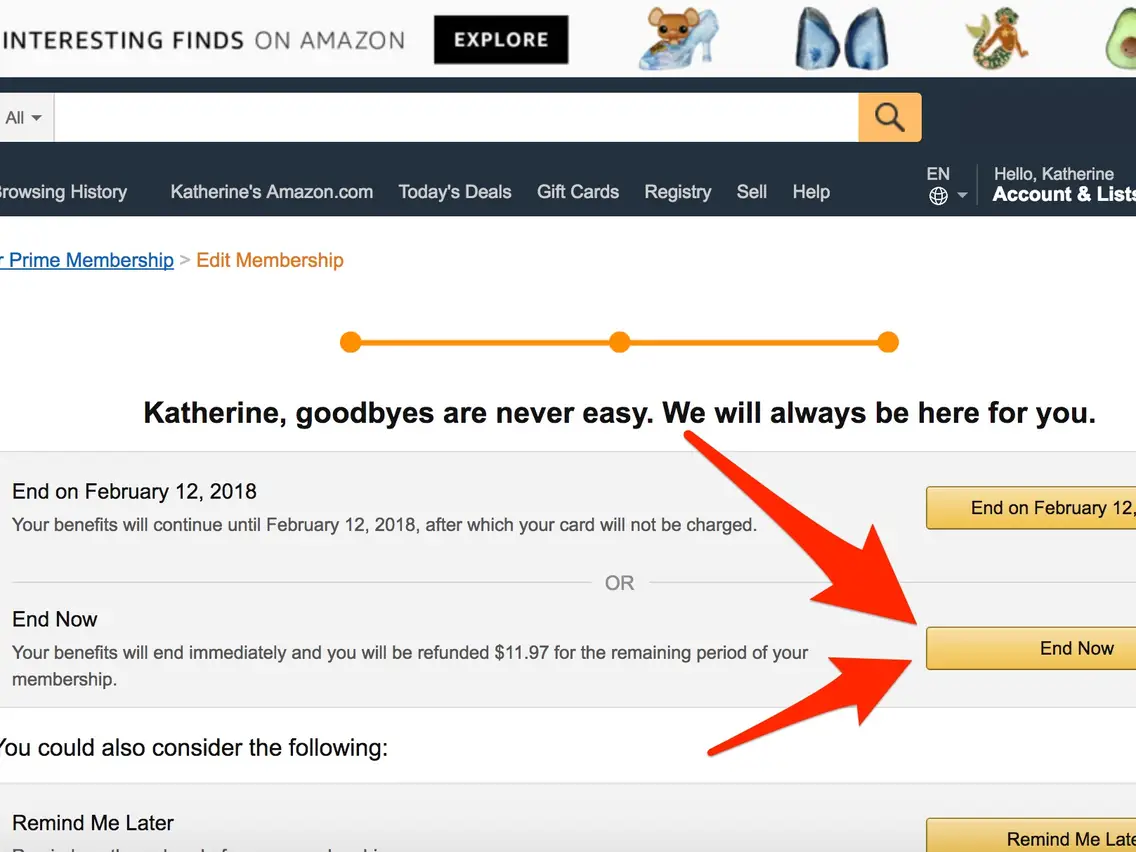 INTERESTING FINDS ON AMAZON EXPLORE
All
Browsing History Katherine's Amazon.com Today's Deals Gift Cards Registry Sell Help
EN
Hello, Katherine
Account & Lists
r Prime Membership > Edit Membership
Katherine, goodbyes are never easy. We will always be here for you.
End on February 12, 2018
Your benefits will continue until February 12, 2018, after which your card will not be charged.
End on February 12,
OR
End Now
Your benefits will end immediately and you will be refunded $11.97 for the remaining period of your
membership.
End Now
You could also consider the following:
Remind Me Later
Remind Me Late